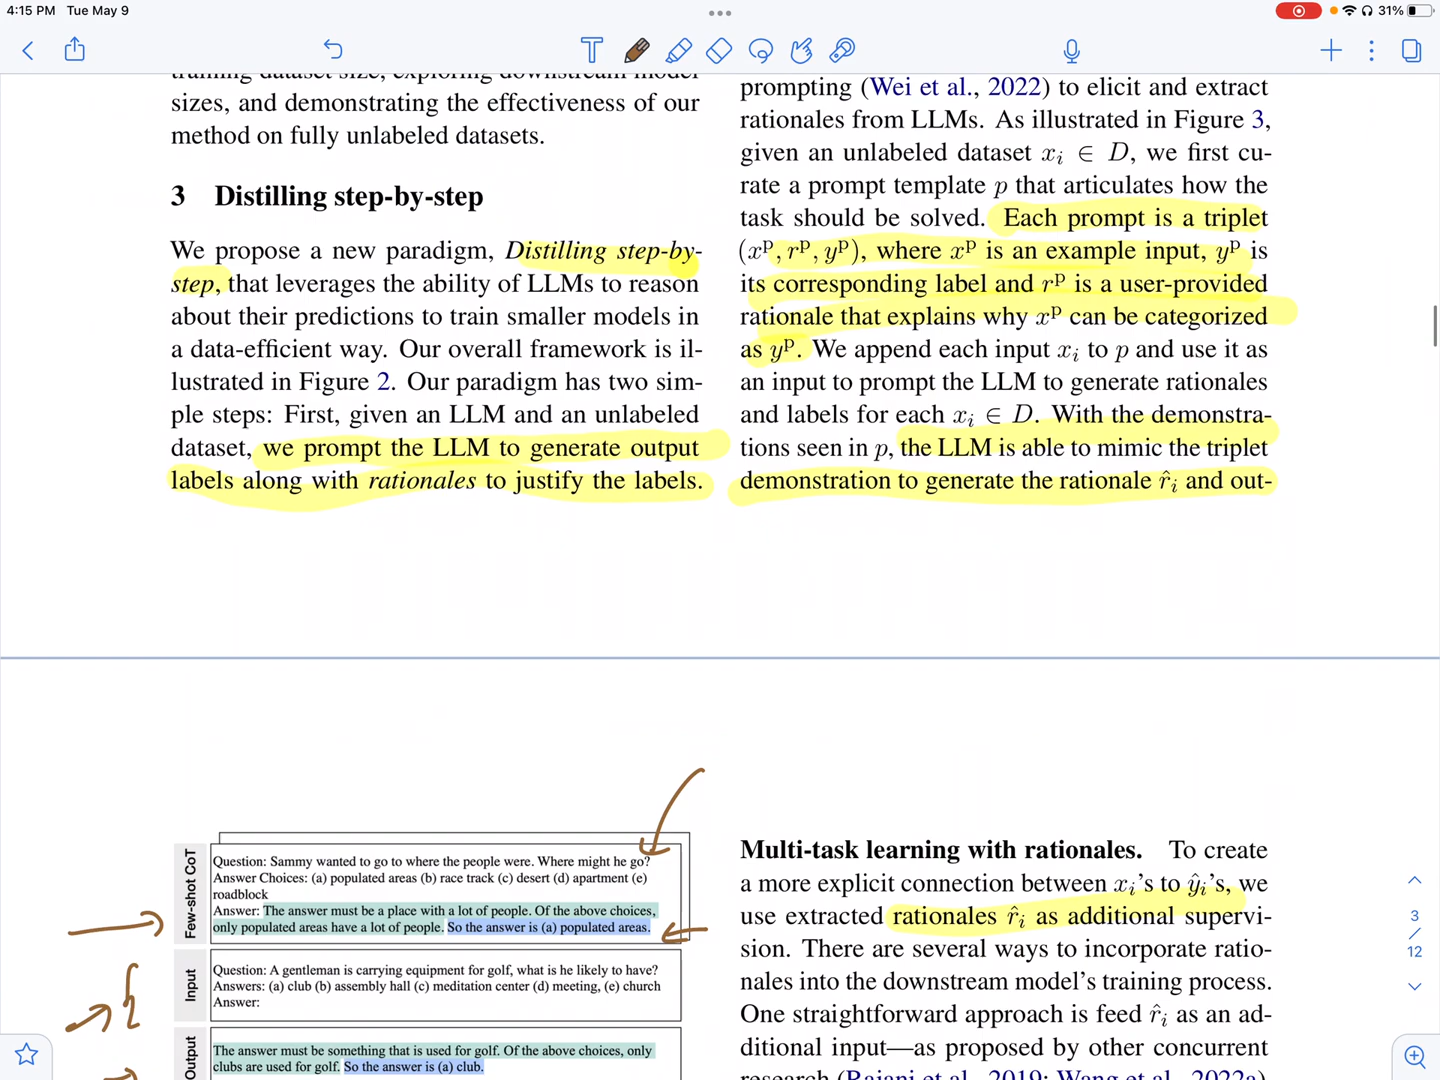 4:15 PM Tue May 9
31%
training dataset size, exploring downstream model
sizes, and demonstrating the effectiveness of our
method on fully unlabeled datasets.
3 Distilling step-by-step
We propose a new paradigm, Distilling step-by-
step, that leverages the ability of LLMs to reason
about their predictions to train smaller models in
a data-efficient way. Our overall framework is il-
lustrated in Figure 2. Our paradigm has two sim-
ple steps: First, given an LLM and an unlabeled
dataset, we prompt the LLM to generate output
labels along with rationales to justify the labels.
prompting (Wei et al., 2022) to elicit and extract
rationales from LLMs. As illustrated in Figure 3,
given an unlabeled dataset xᵢ ∈ D, we first cu-
rate a prompt template p that articulates how the
task should be solved. Each prompt is a triplet
(xᵖ, rᵖ, yᵖ), where xᵖ is an example input, yᵖ is
its corresponding label and rᵖ is a user-provided
rationale that explains why xᵖ can be categorized
as yᵖ. We append each input xᵢ to p and use it as
an input to prompt the LLM to generate rationales
and labels for each xᵢ ∈ D. With the demonstra-
tions seen in p, the LLM is able to mimic the triplet
demonstration to generate the rationale r̂ᵢ and out-
Few-shot CoT
Question: Sammy wanted to go to where the people were. Where might he go?
Answer Choices: (a) populated areas (b) race track (c) desert (d) apartment (e)
roadblock
Answer: The answer must be a place with a lot of people. Of the above choices,
only populated areas have a lot of people. So the answer is (a) populated areas.
Input
Question: A gentleman is carrying equipment for golf, what is he likely to have?
Answers: (a) club (b) assembly hall (c) meditation center (d) meeting, (e) church
Answer:
Output
The answer must be something that is used for golf. Of the above choices, only
clubs are used for golf. So the answer is (a) club.
Multi-task learning with rationales. To create
a more explicit connection between xᵢ's to ŷᵢ's, we
use extracted rationales r̂ᵢ as additional supervi-
sion. There are several ways to incorporate ratio-
nales into the downstream model's training process.
One straightforward approach is feed r̂ᵢ as an ad-
ditional input—as proposed by other concurrent
research (Rajani et al., 2019; Wang et al., 2022a)
3
/
12